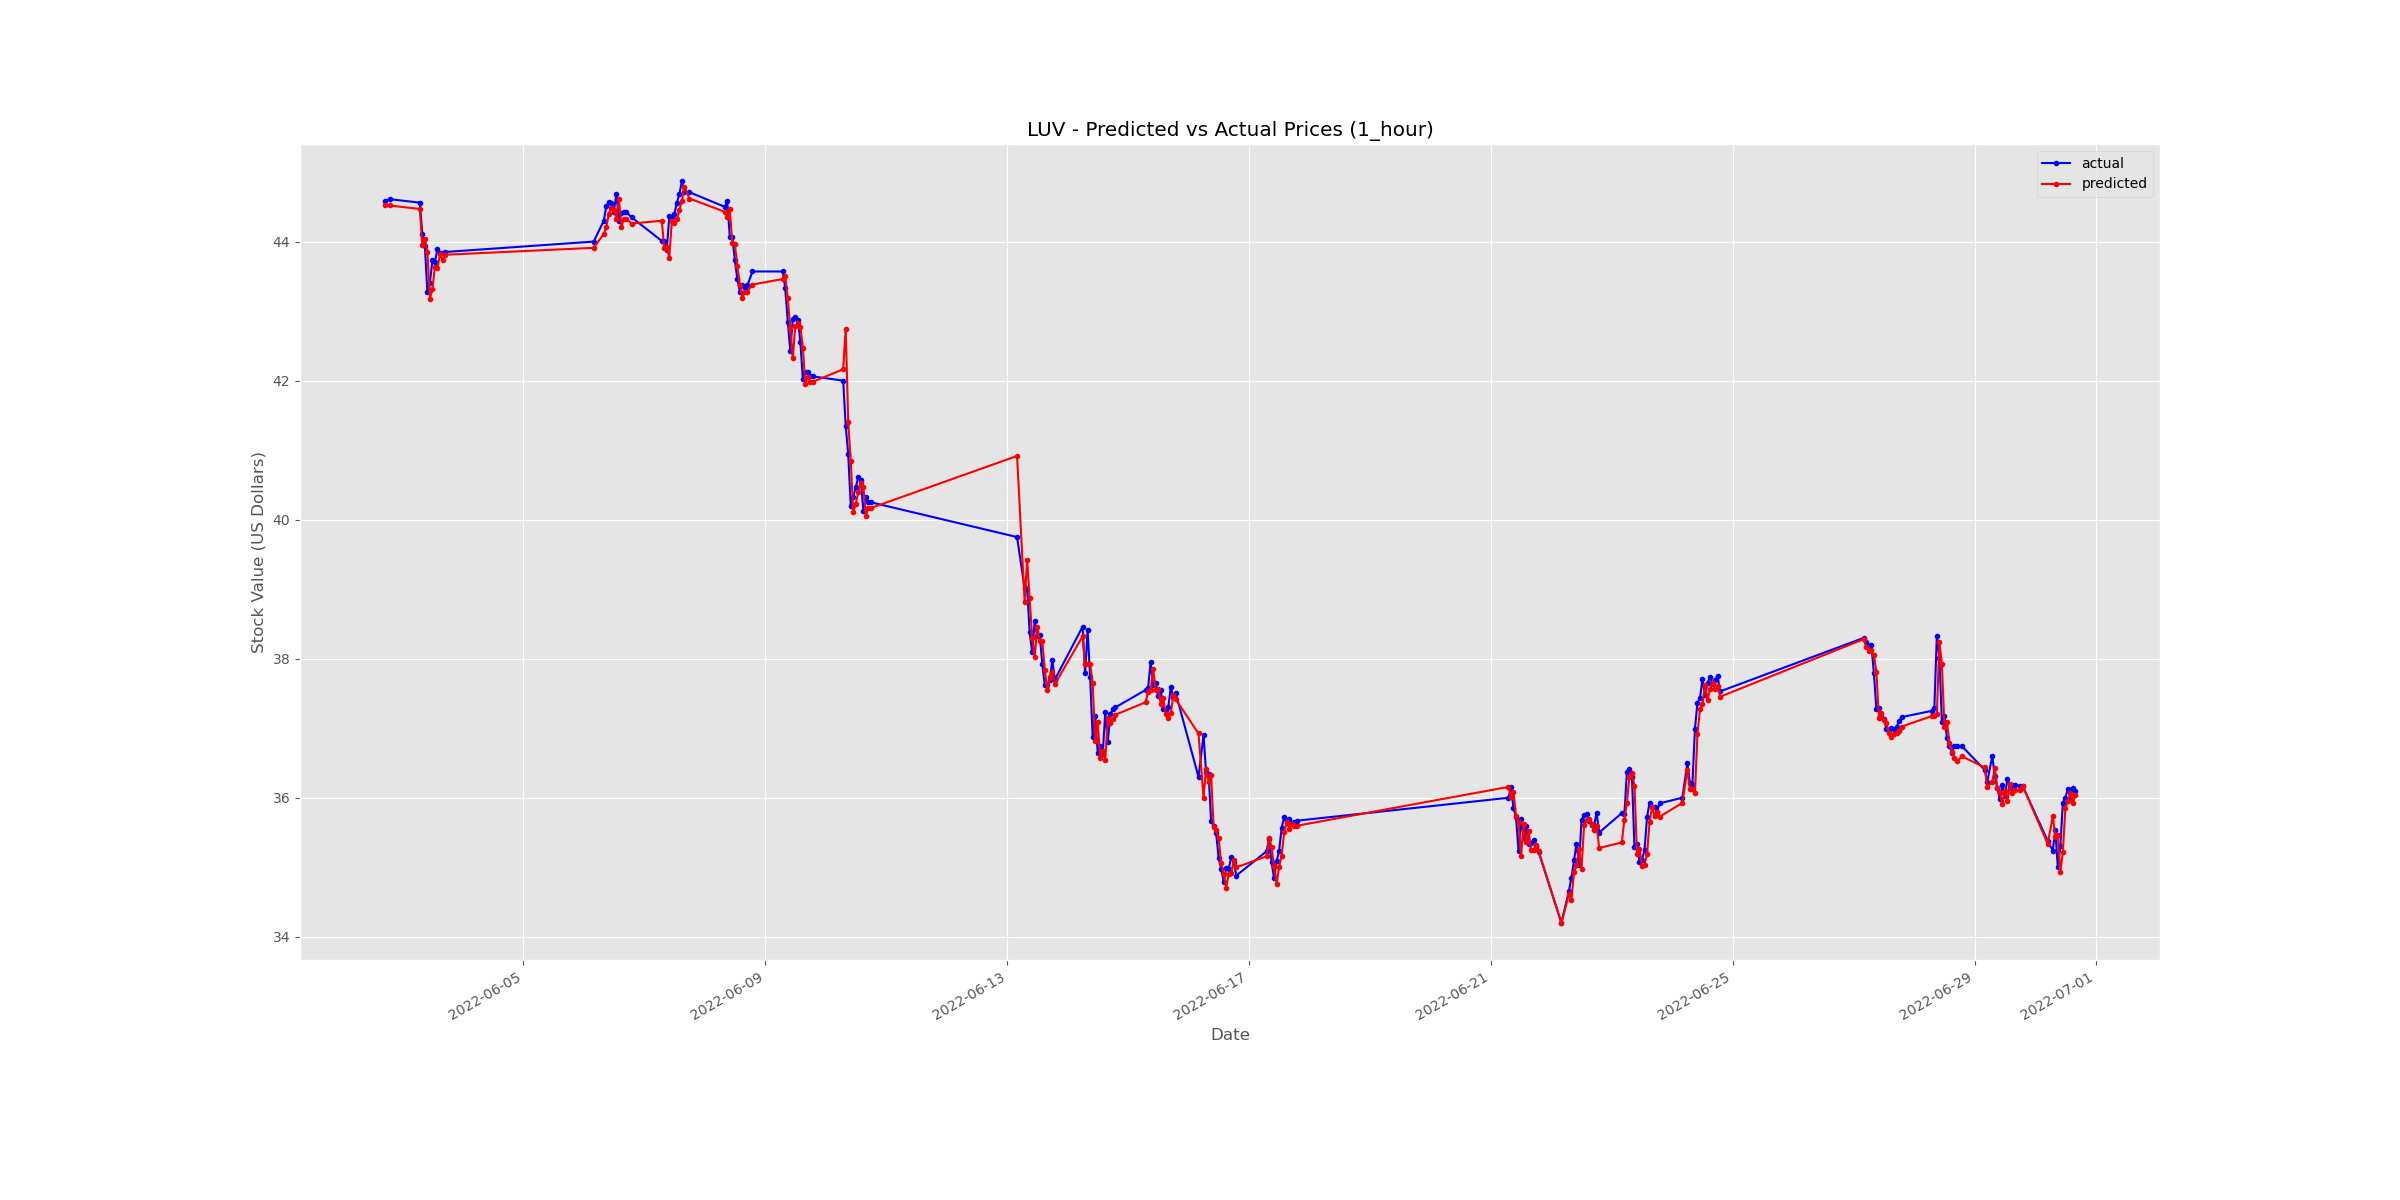 LUV - Predicted vs Actual Prices (1_hour)
actual
predicted
Stock Value (US Dollars)
44
42
40
38
36
34
2022-06-05
2022-06-09
2022-06-13
2022-06-17
2022-06-21
2022-06-25
2022-06-29
2022-07-01
Date